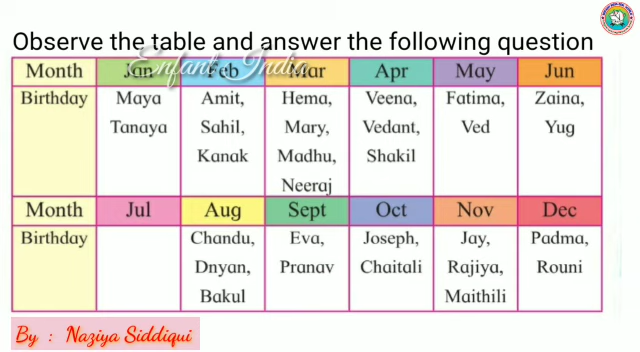 Observe the table and answer the following question
Enfant India
Month Jan Feb Mar Apr May Jun
Birthday Maya Amit, Hema, Veena, Fatima, Zaina,
Tanaya Sahil, Mary, Vedant, Ved Yug
Kanak Madhu, Shakil
Neeraj
Month Jul Aug Sept Oct Nov Dec
Birthday Chandu, Eva, Joseph, Jay, Padma,
Dnyan, Pranav Chaitali Rajiya, Rouni
Bakul Maithili
By : Naziya Siddiqui